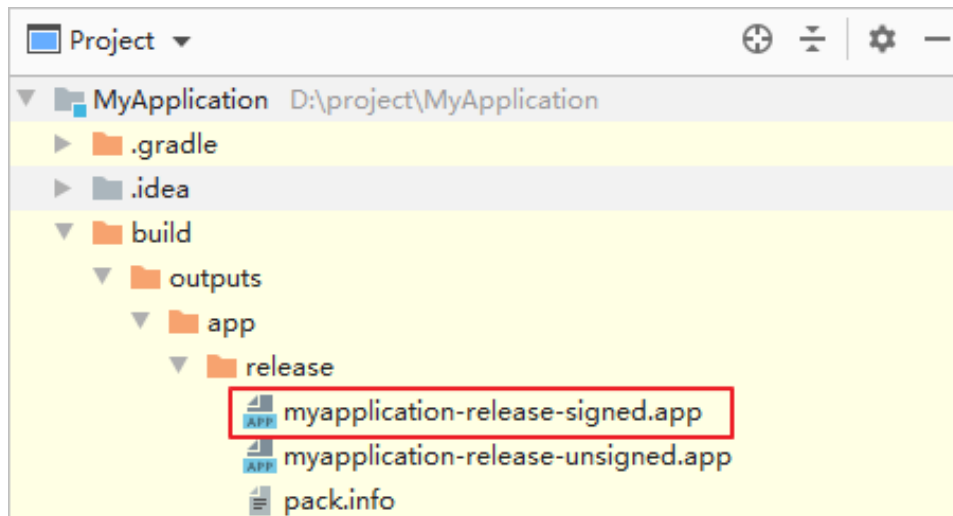 Project
MyApplication D:\project\MyApplication
.gradle
.idea
build
outputs
app
release
APP myapplication-release-signed.app
APP myapplication-release-unsigned.app
pack.info